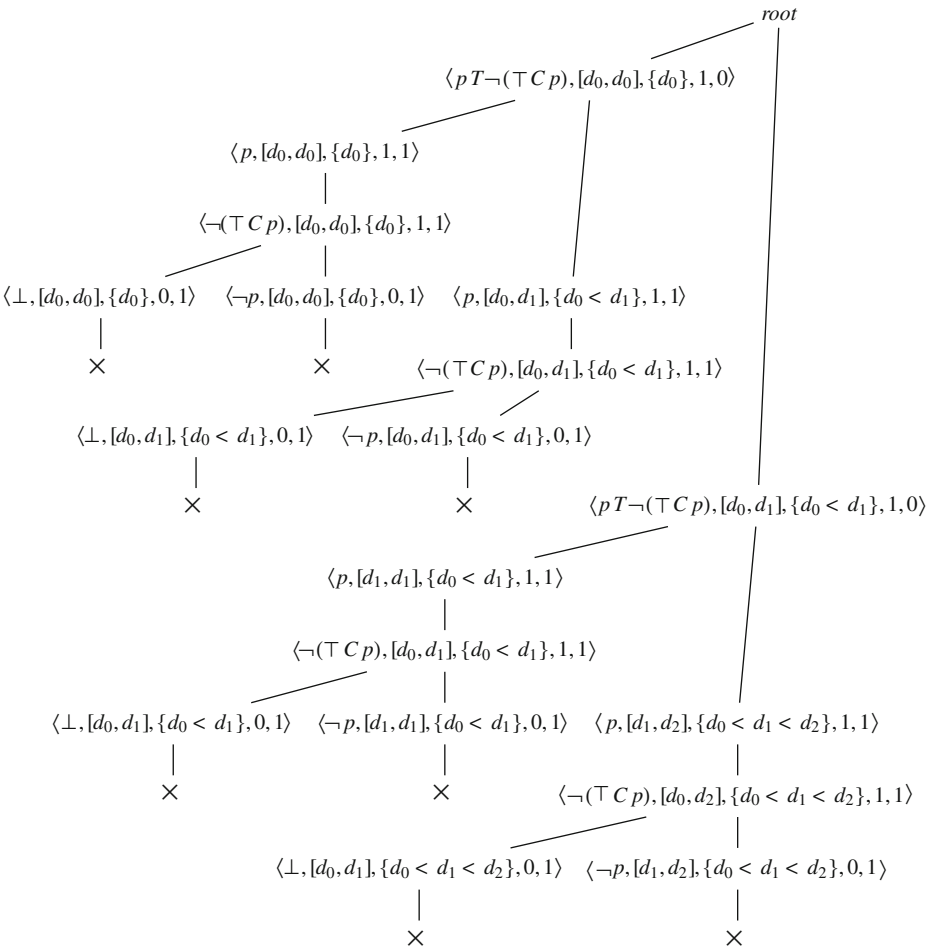 root
⟨p T¬(⊤ C p), [d₀, d₀], {d₀}, 1, 0⟩
⟨p, [d₀, d₀], {d₀}, 1, 1⟩
⟨¬(⊤ C p), [d₀, d₀], {d₀}, 1, 1⟩
⟨⊥, [d₀, d₀], {d₀}, 0, 1⟩ ⟨¬p, [d₀, d₀], {d₀}, 0, 1⟩ ⟨p, [d₀, d₁], {d₀ < d₁}, 1, 1⟩
× × ⟨¬(⊤ C p), [d₀, d₁], {d₀ < d₁}, 1, 1⟩
⟨⊥, [d₀, d₁], {d₀ < d₁}, 0, 1⟩ ⟨¬p, [d₀, d₁], {d₀ < d₁}, 0, 1⟩
× × ⟨p T¬(⊤ C p), [d₀, d₁], {d₀ < d₁}, 1, 0⟩
⟨p, [d₁, d₁], {d₀ < d₁}, 1, 1⟩
⟨¬(⊤ C p), [d₀, d₁], {d₀ < d₁}, 1, 1⟩
⟨⊥, [d₀, d₁], {d₀ < d₁}, 0, 1⟩ ⟨¬p, [d₁, d₁], {d₀ < d₁}, 0, 1⟩ ⟨p, [d₁, d₂], {d₀ < d₁ < d₂}, 1, 1⟩
× × ⟨¬(⊤ C p), [d₀, d₂], {d₀ < d₁ < d₂}, 1, 1⟩
⟨⊥, [d₀, d₁], {d₀ < d₁ < d₂}, 0, 1⟩ ⟨¬p, [d₁, d₂], {d₀ < d₁ < d₂}, 0, 1⟩
× ×